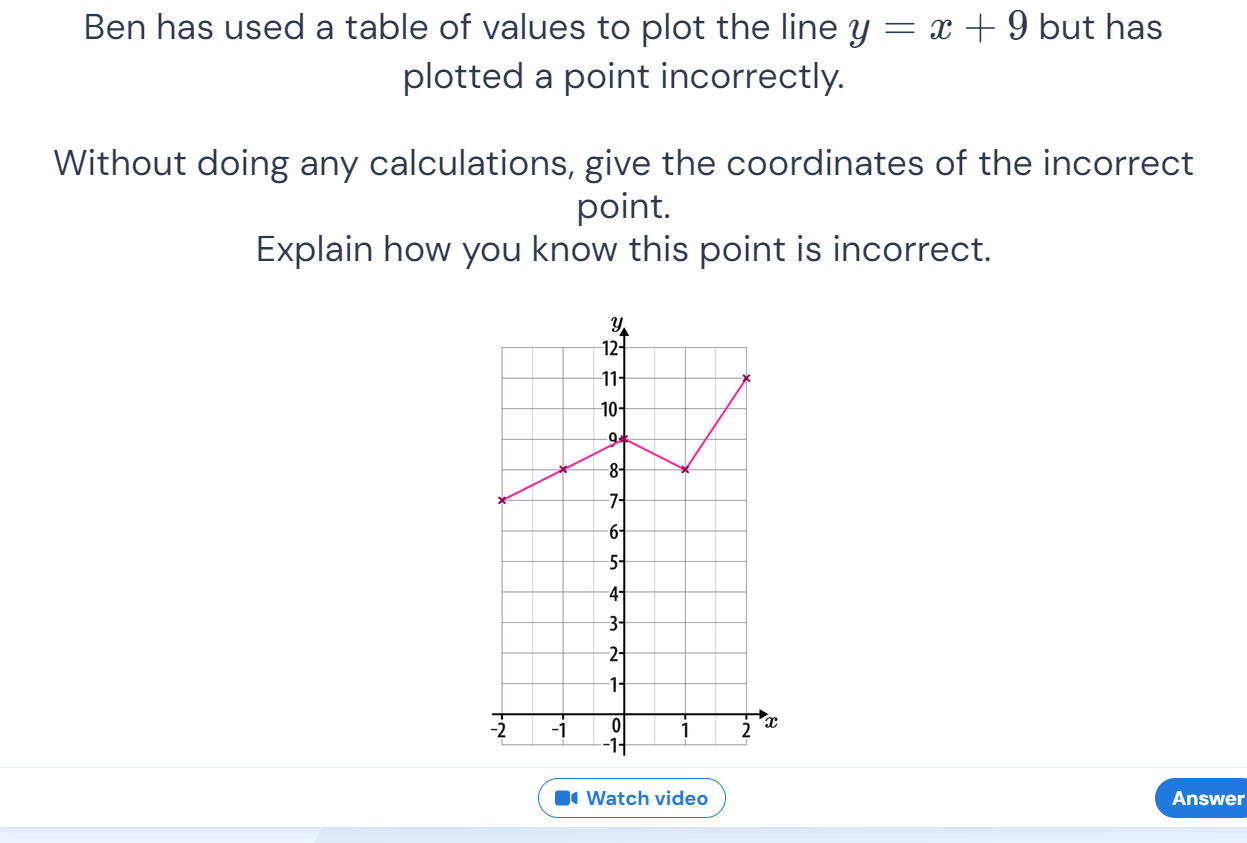 Ben has used a table of values to plot the line y = x + 9 but has
plotted a point incorrectly.
Without doing any calculations, give the coordinates of the incorrect
point.
Explain how you know this point is incorrect.
y
12
11
10
9
8
7
6
5
4
3
2
1
-2 -1 0 1 2 x
-1
Watch video
Answer